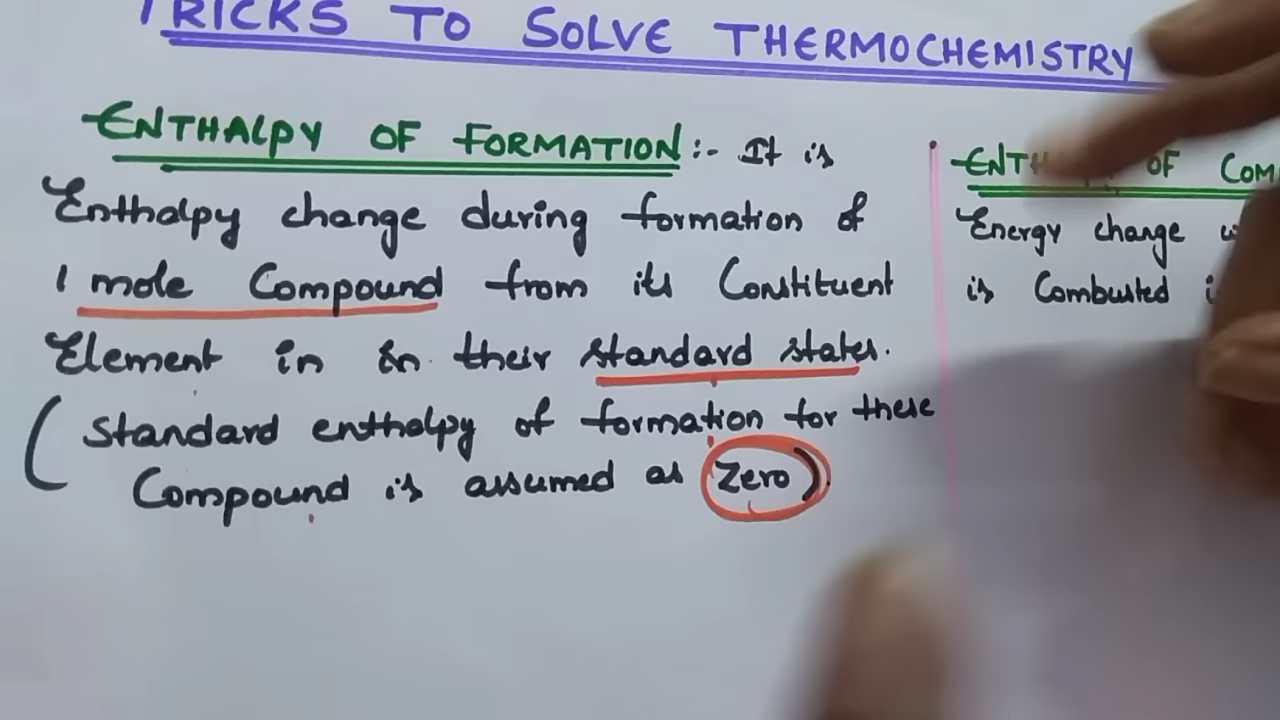 TRICKS TO SOLVE THERMOCHEMISTRY
ENTHALPY OF FORMATION :- It is
Enthalpy change during formation of
1 mole Compound from its Constituent
Element in in their standard states.
(Standard enthalpy of formation for these
Compound is assumed as Zero).
OF
Energy change
is Combusted